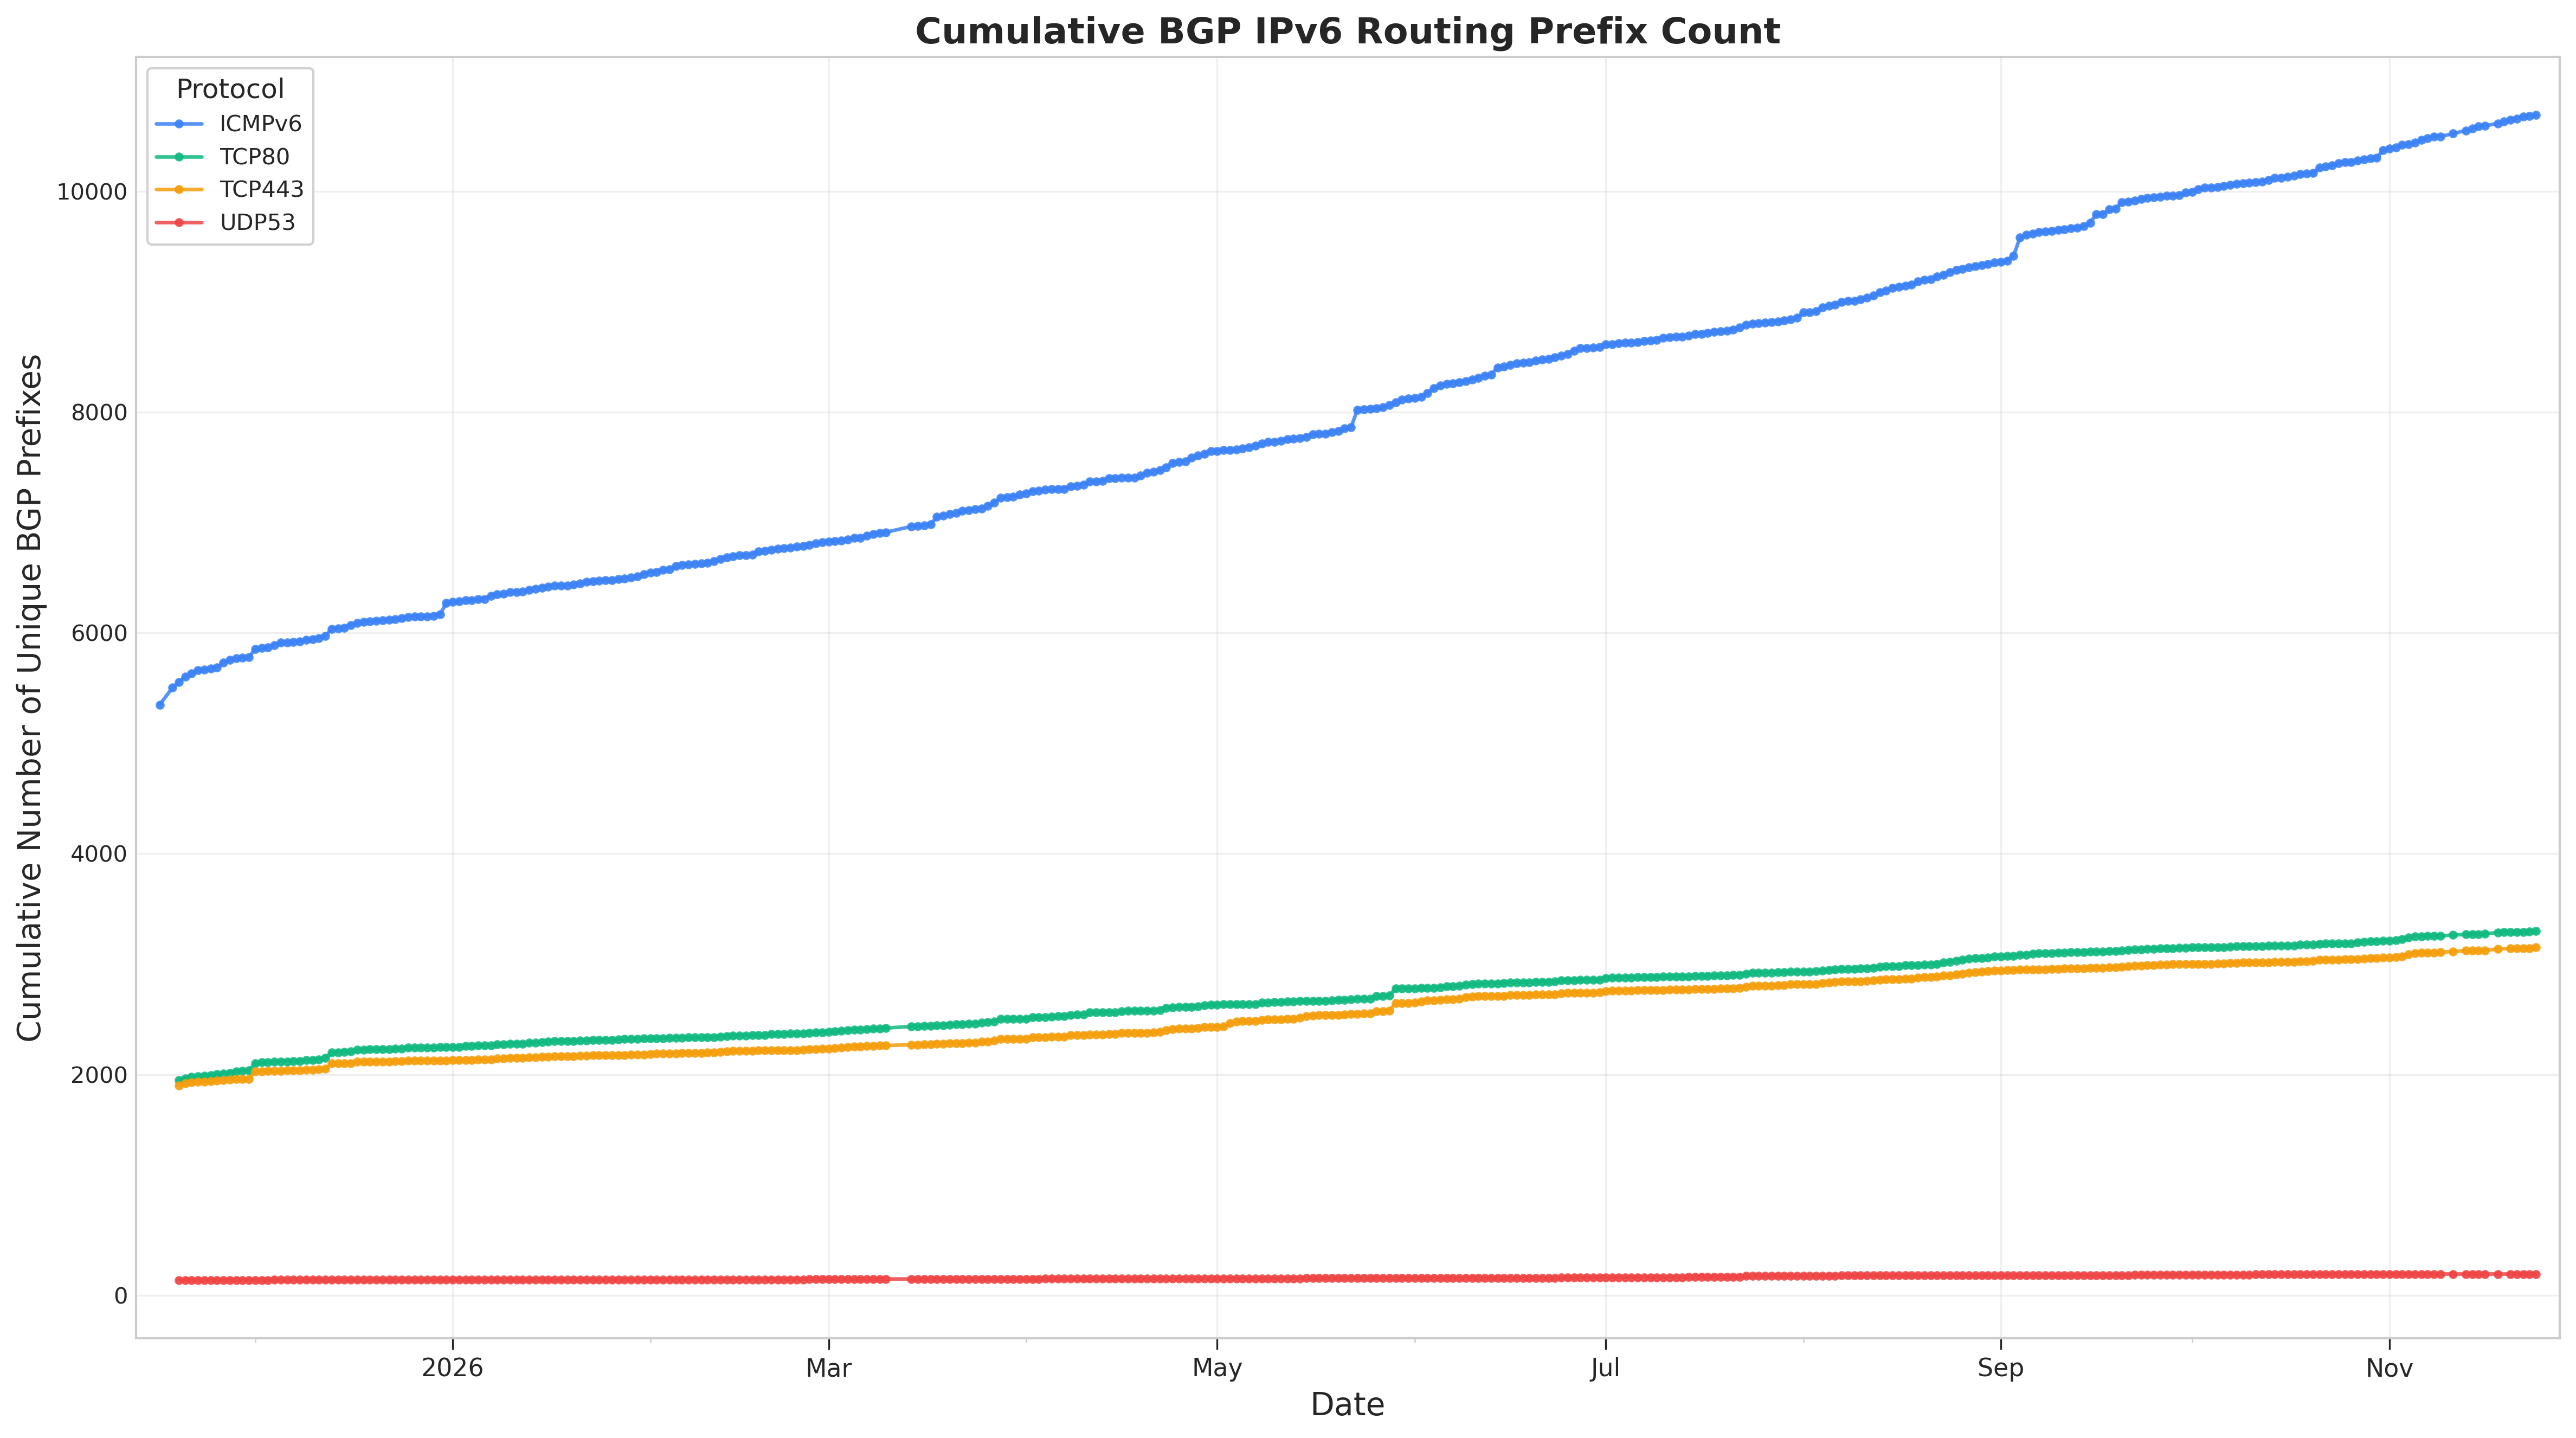 Cumulative BGP IPv6 Routing Prefix Count
Protocol
ICMPv6
TCP80
TCP443
UDP53
Cumulative Number of Unique BGP Prefixes
10000
8000
6000
4000
2000
0
2026
Mar
May
Jul
Sep
Nov
Date